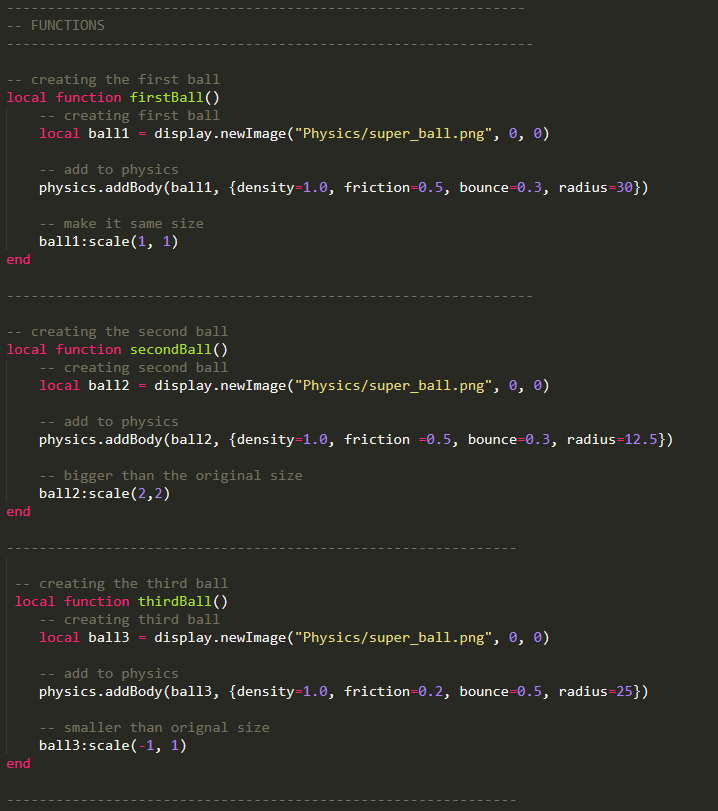 ----------------------------------------------------------------
-- FUNCTIONS
-----------------------------------------------------------------
-- creating the first ball
local function firstBall()
    -- creating first ball
    local ball1 = display.newImage("Physics/super_ball.png", 0, 0)
    -- add to physics
    physics.addBody(ball1, {density=1.0, friction=0.5, bounce=0.3, radius=30})
    -- make it same size
    ball1:scale(1, 1)
end
-----------------------------------------------------------------
-- creating the second ball
local function secondBall()
    -- creating second ball
    local ball2 = display.newImage("Physics/super_ball.png", 0, 0)
    -- add to physics
    physics.addBody(ball2, {density=1.0, friction =0.5, bounce=0.3, radius=12.5})
    -- bigger than the original size
    ball2:scale(2,2)
end
---------------------------------------------------------------
 -- creating the third ball
 local function thirdBall()
    -- creating third ball
    local ball3 = display.newImage("Physics/super_ball.png", 0, 0)
    -- add to physics
    physics.addBody(ball3, {density=1.0, friction=0.2, bounce=0.5, radius=25})
    -- smaller than orignal size
    ball3:scale(-1, 1)
end
---------------------------------------------------------------